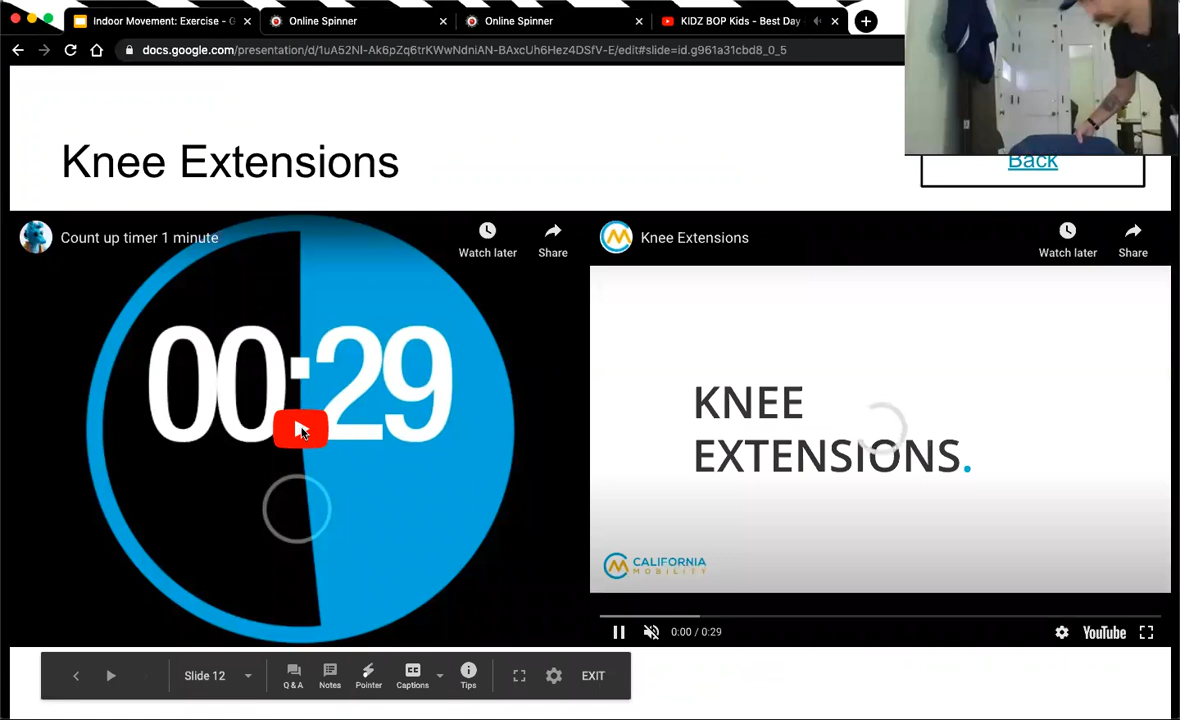 Indoor Movement: Exercise - G
Online Spinner
Online Spinner
KIDZ BOP Kids - Best Day
docs.google.com/presentation/d/1uA52NI-Ak6pZq6trKWwNdniAN-BAxcUh6Hez4DSfV-E/edit#slide=id.g961a31cbd8_0_5
Knee Extensions
Back
Count up timer 1 minute
Watch later
Share
00:29
Knee Extensions
Watch later
Share
KNEE
EXTENSIONS.
CALIFORNIA
MOBILITY
0:00 / 0:29
YouTube
Slide 12
Q & A
Notes
Pointer
CC
Captions
Tips
EXIT